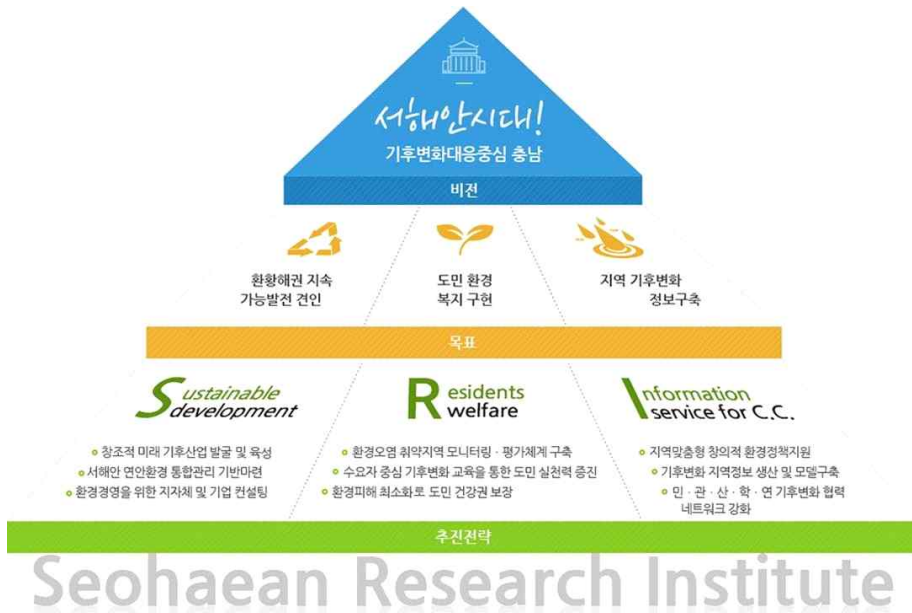 서해안시대!
기후변화대응중심 충남
비전
환황해권 지속
가능발전 견인
도민 환경
복지 구현
지역 기후변화
정보구축
목표
Sustainable
development
Residents
welfare
Information
service for C.C.
창조적 미래 기후산업 발굴 및 육성
서해안 연안환경 통합관리 기반마련
환경경영을 위한 지자체 및 기업 컨설팅
환경오염 취약지역 모니터링 · 평가체계 구축
수요자 중심 기후변화 교육을 통한 도민 실천력 증진
환경피해 최소화로 도민 건강권 보장
지역맞춤형 창의적 환경정책지원
기후변화 지역정보 생산 및 모델구축
민 · 관 · 산 · 학 · 연 기후변화 협력
네트워크 강화
추진전략
Seohaean Research Institute